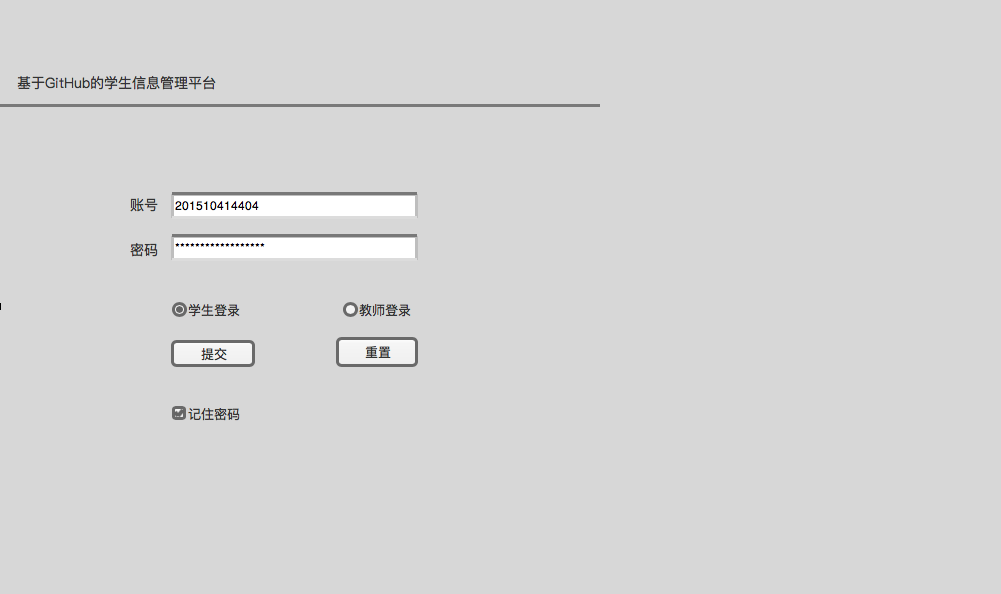 基于GitHub的学生信息管理平台
账号 201510414404
密码 ******************
学生登录 教师登录
提交 重置
记住密码